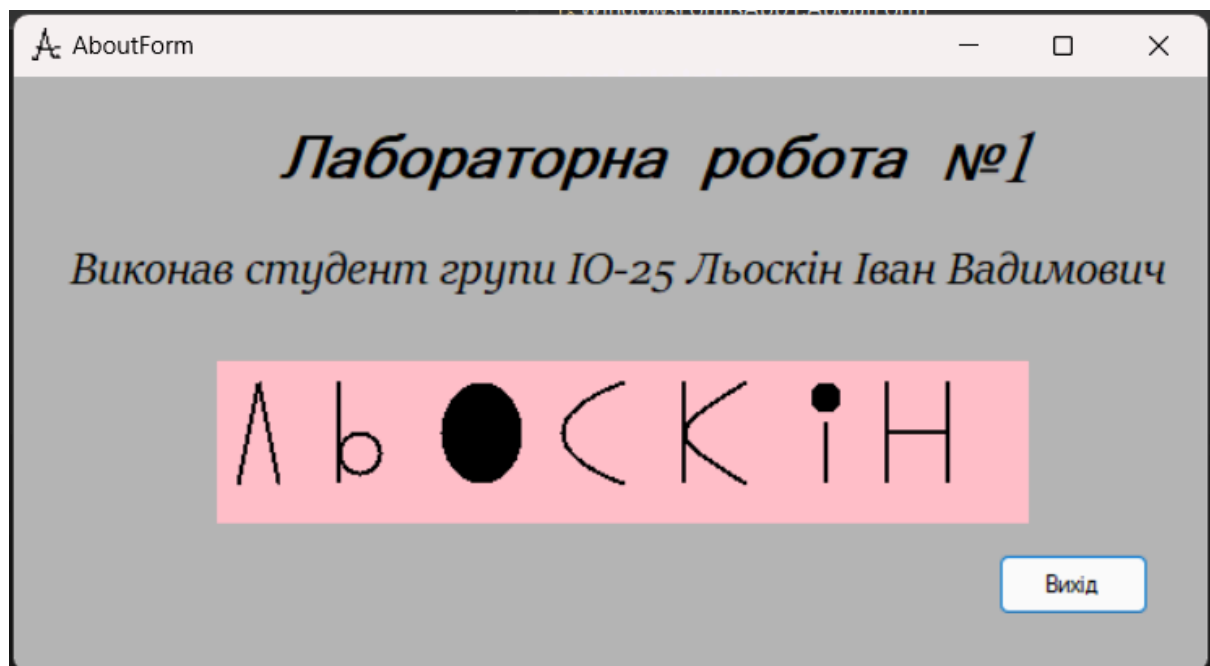 AboutForm
Лабораторна робота №1
Виконав студент групи ІО-25 Льоскін Іван Вадимович
ЛЬОСКіН
Вихід